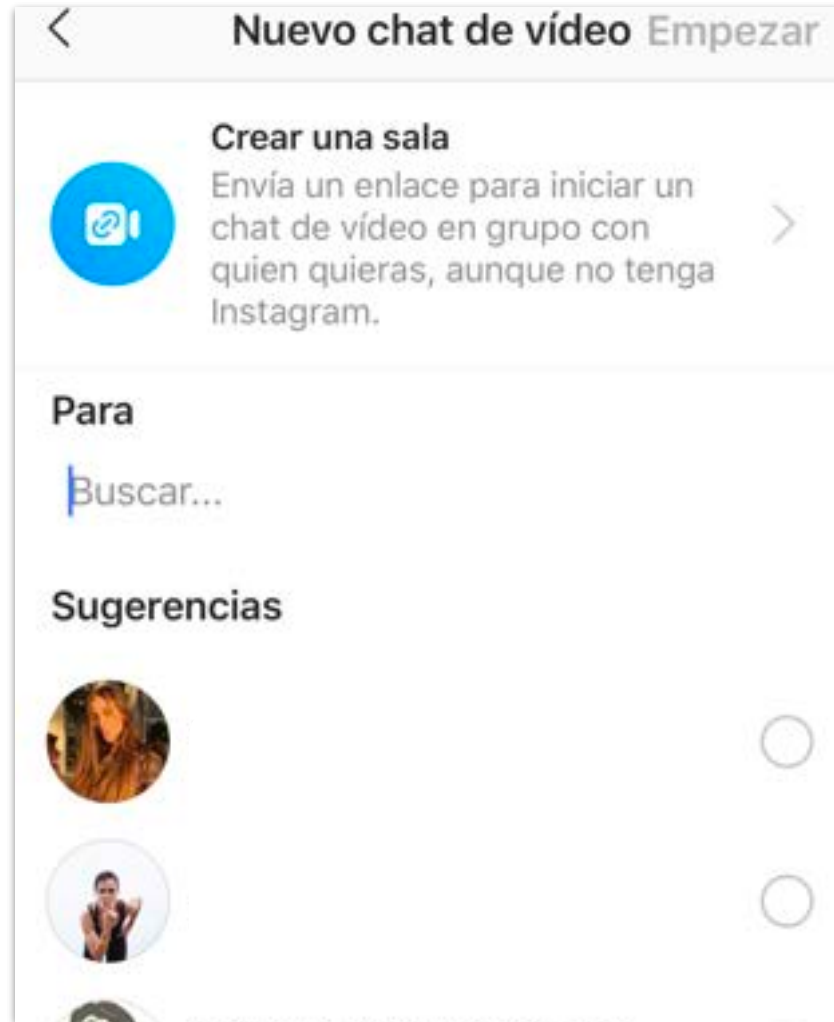 Nuevo chat de vídeo Empezar
Crear una sala
Envía un enlace para iniciar un
chat de vídeo en grupo con
quien quieras, aunque no tenga
Instagram.
Para
Buscar...
Sugerencias